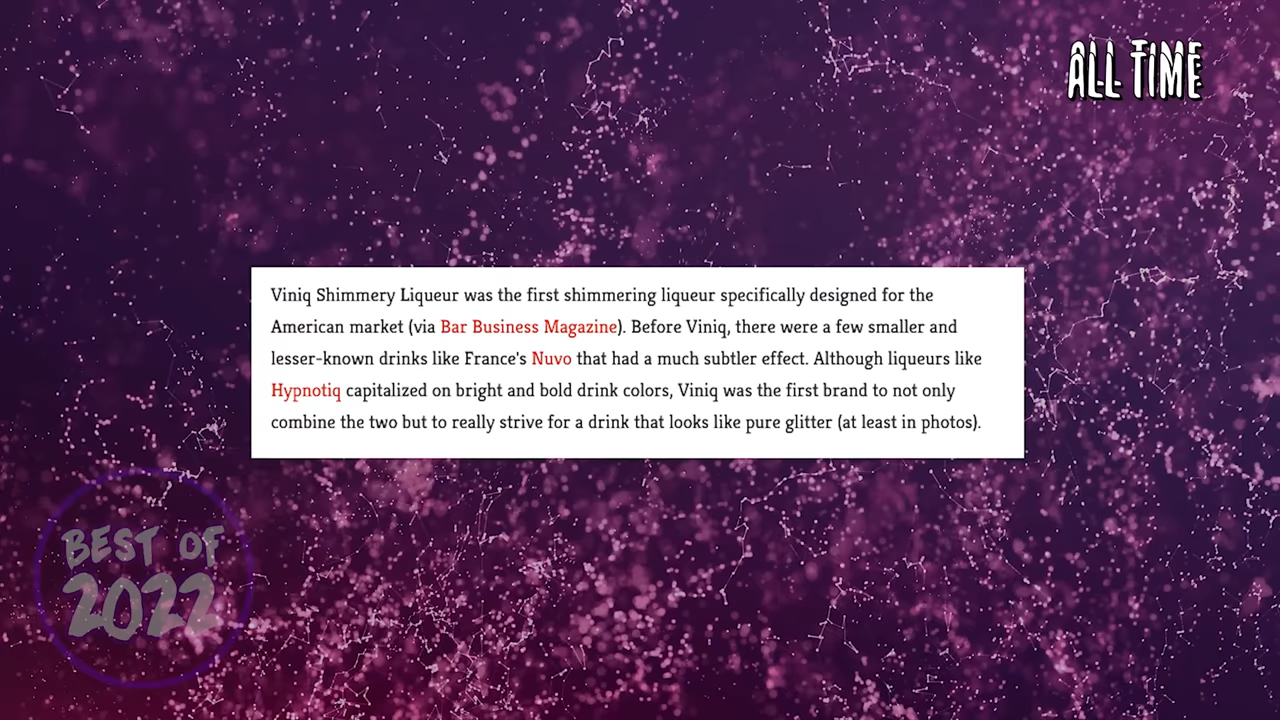 ALL TIME
Viniq Shimmery Liqueur was the first shimmering liqueur specifically designed for the
American market (via Bar Business Magazine). Before Viniq, there were a few smaller and
lesser-known drinks like France's Nuvo that had a much subtler effect. Although liqueurs like
Hypnotiq capitalized on bright and bold drink colors, Viniq was the first brand to not only
combine the two but to really strive for a drink that looks like pure glitter (at least in photos).
BEST OF
2022